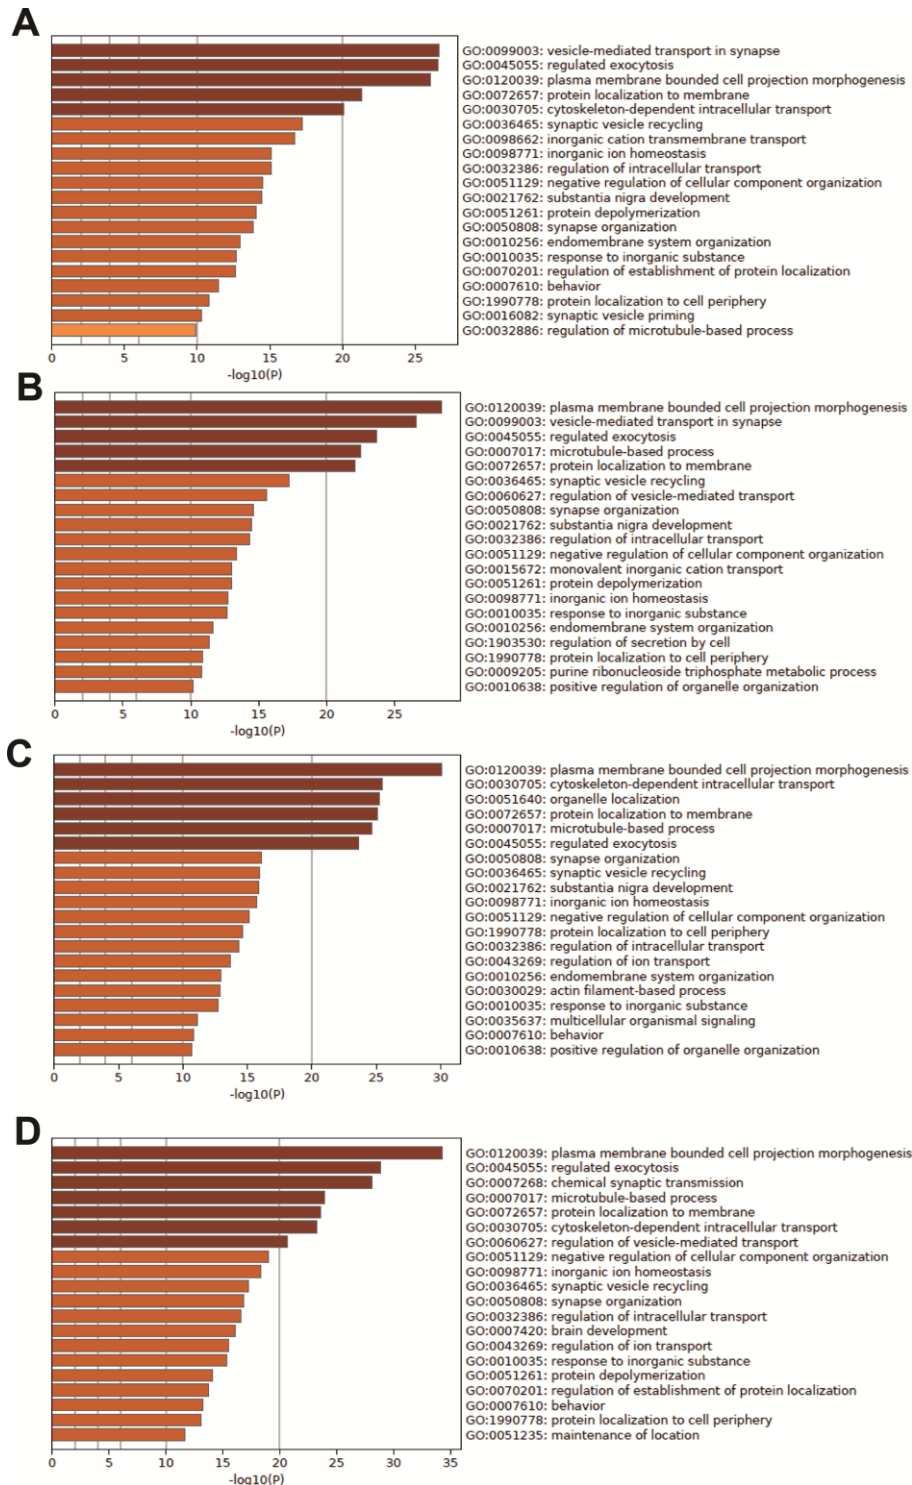 A
GO:0099003: vesicle-mediated transport in synapse
GO:0045055: regulated exocytosis
GO:0120039: plasma membrane bounded cell projection morphogenesis
GO:0072657: protein localization to membrane
GO:0030705: cytoskeleton-dependent intracellular transport
GO:0036465: synaptic vesicle recycling
GO:0098662: inorganic cation transmembrane transport
GO:0098771: inorganic ion homeostasis
GO:0032386: regulation of intracellular transport
GO:0051129: negative regulation of cellular component organization
GO:0021762: substantia nigra development
GO:0051261: protein depolymerization
GO:0050808: synapse organization
GO:0010256: endomembrane system organization
GO:0010035: response to inorganic substance
GO:0070201: regulation of establishment of protein localization
GO:0007610: behavior
GO:1990778: protein localization to cell periphery
GO:0016082: synaptic vesicle priming
GO:0032886: regulation of microtubule-based process
0 5 10 15 20 25
-log10(P)
B
GO:0120039: plasma membrane bounded cell projection morphogenesis
GO:0099003: vesicle-mediated transport in synapse
GO:0045055: regulated exocytosis
GO:0007017: microtubule-based process
GO:0072657: protein localization to membrane
GO:0036465: synaptic vesicle recycling
GO:0060627: regulation of vesicle-mediated transport
GO:0050808: synapse organization
GO:0021762: substantia nigra development
GO:0032386: regulation of intracellular transport
GO:0051129: negative regulation of cellular component organization
GO:0015672: monovalent inorganic cation transport
GO:0051261: protein depolymerization
GO:0098771: inorganic ion homeostasis
GO:0010035: response to inorganic substance
GO:0010256: endomembrane system organization
GO:1903530: regulation of secretion by cell
GO:1990778: protein localization to cell periphery
GO:0009205: purine ribonucleoside triphosphate metabolic process
GO:0010638: positive regulation of organelle organization
0 5 10 15 20 25
-log10(P)
C
GO:0120039: plasma membrane bounded cell projection morphogenesis
GO:0030705: cytoskeleton-dependent intracellular transport
GO:0051640: organelle localization
GO:0072657: protein localization to membrane
GO:0007017: microtubule-based process
GO:0045055: regulated exocytosis
GO:0050808: synapse organization
GO:0036465: synaptic vesicle recycling
GO:0021762: substantia nigra development
GO:0098771: inorganic ion homeostasis
GO:0051129: negative regulation of cellular component organization
GO:1990778: protein localization to cell periphery
GO:0032386: regulation of intracellular transport
GO:0043269: regulation of ion transport
GO:0010256: endomembrane system organization
GO:0030029: actin filament-based process
GO:0010035: response to inorganic substance
GO:0035637: multicellular organismal signaling
GO:0007610: behavior
GO:0010638: positive regulation of organelle organization
0 5 10 15 20 25 30
-log10(P)
D
GO:0120039: plasma membrane bounded cell projection morphogenesis
GO:0045055: regulated exocytosis
GO:0007268: chemical synaptic transmission
GO:0007017: microtubule-based process
GO:0072657: protein localization to membrane
GO:0030705: cytoskeleton-dependent intracellular transport
GO:0060627: regulation of vesicle-mediated transport
GO:0051129: negative regulation of cellular component organization
GO:0098771: inorganic ion homeostasis
GO:0036465: synaptic vesicle recycling
GO:0050808: synapse organization
GO:0032386: regulation of intracellular transport
GO:0007420: brain development
GO:0043269: regulation of ion transport
GO:0010035: response to inorganic substance
GO:0051261: protein depolymerization
GO:0070201: regulation of establishment of protein localization
GO:0007610: behavior
GO:1990778: protein localization to cell periphery
GO:0051235: maintenance of location
0 5 10 15 20 25 30 35
-log10(P)